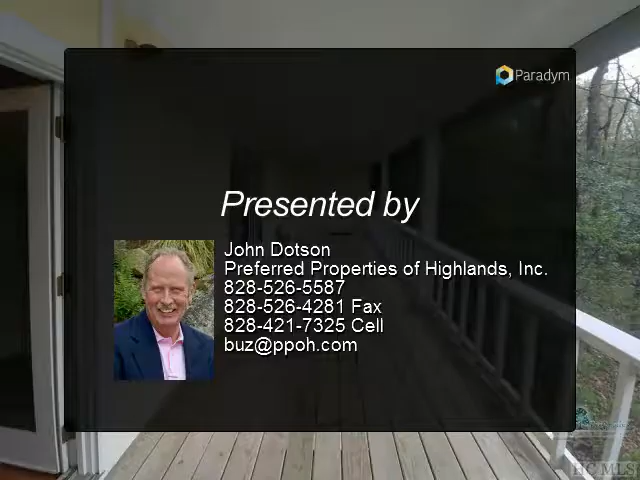 Paradym
Presented by
John Dotson
Preferred Properties of Highlands, Inc.
828-526-5587
828-526-4281 Fax
828-421-7325 Cell
buz@ppoh.com
HC MLS